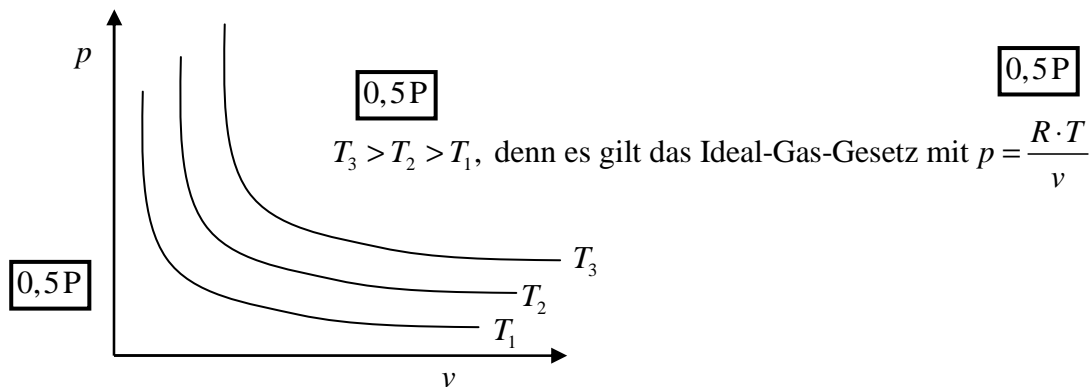 p
0,5P
0,5P
T₃ > T₂ > T₁, denn es gilt das Ideal-Gas-Gesetz mit p = R·T / v
0,5P
T₃
T₂
T₁
v